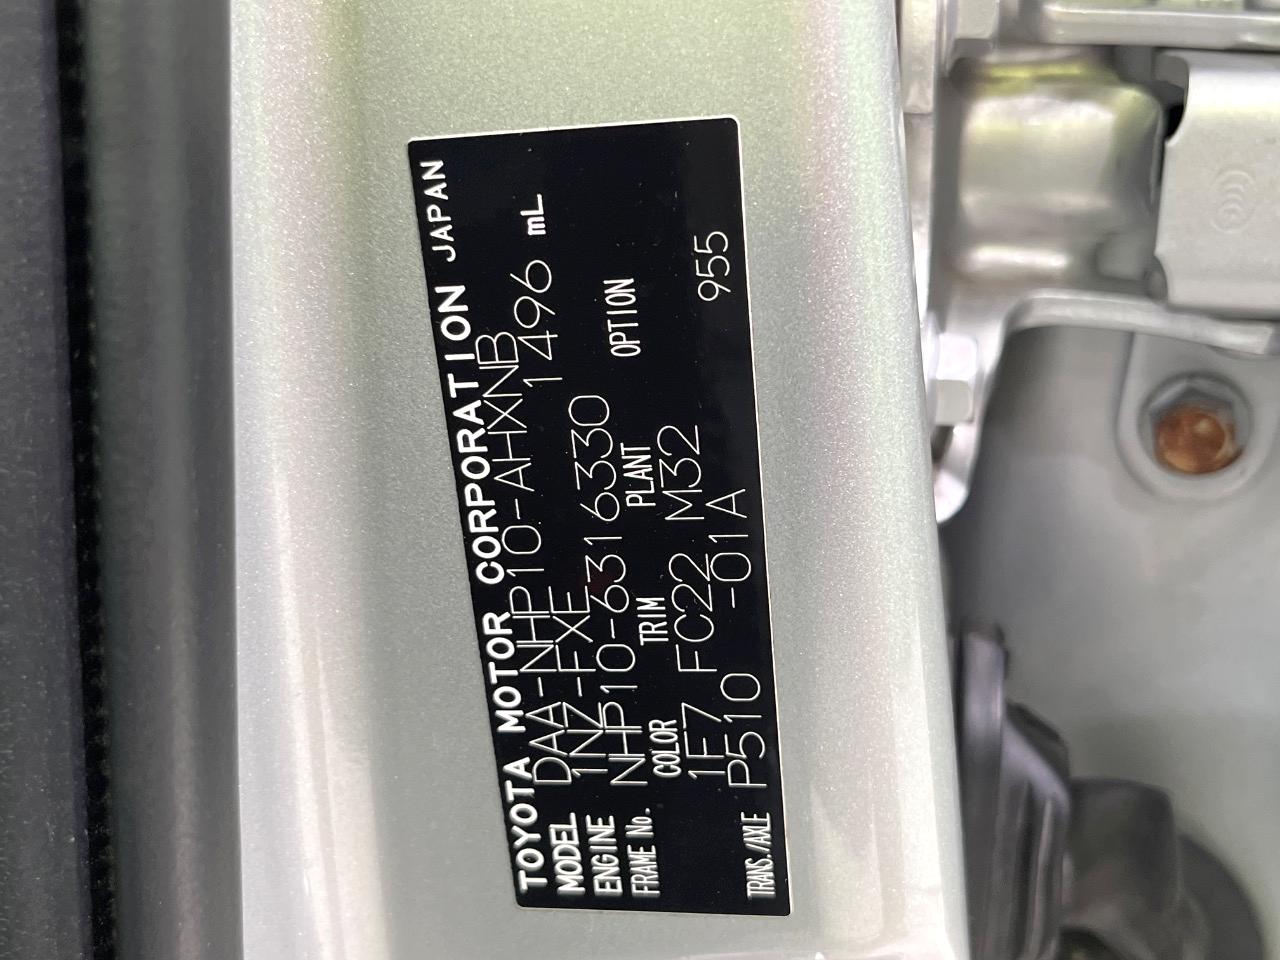 TOYOTA MOTOR CORPORATION JAPAN
MODEL DAA-NHP10-AHXNB
ENGINE 1NZ-FXE 1496 mL
FRAME No. NHP10-6316330
COLOR TRIM PLANT OPTION
1F7 FC22 M32
TRANS./AXLE P510 -01A 955